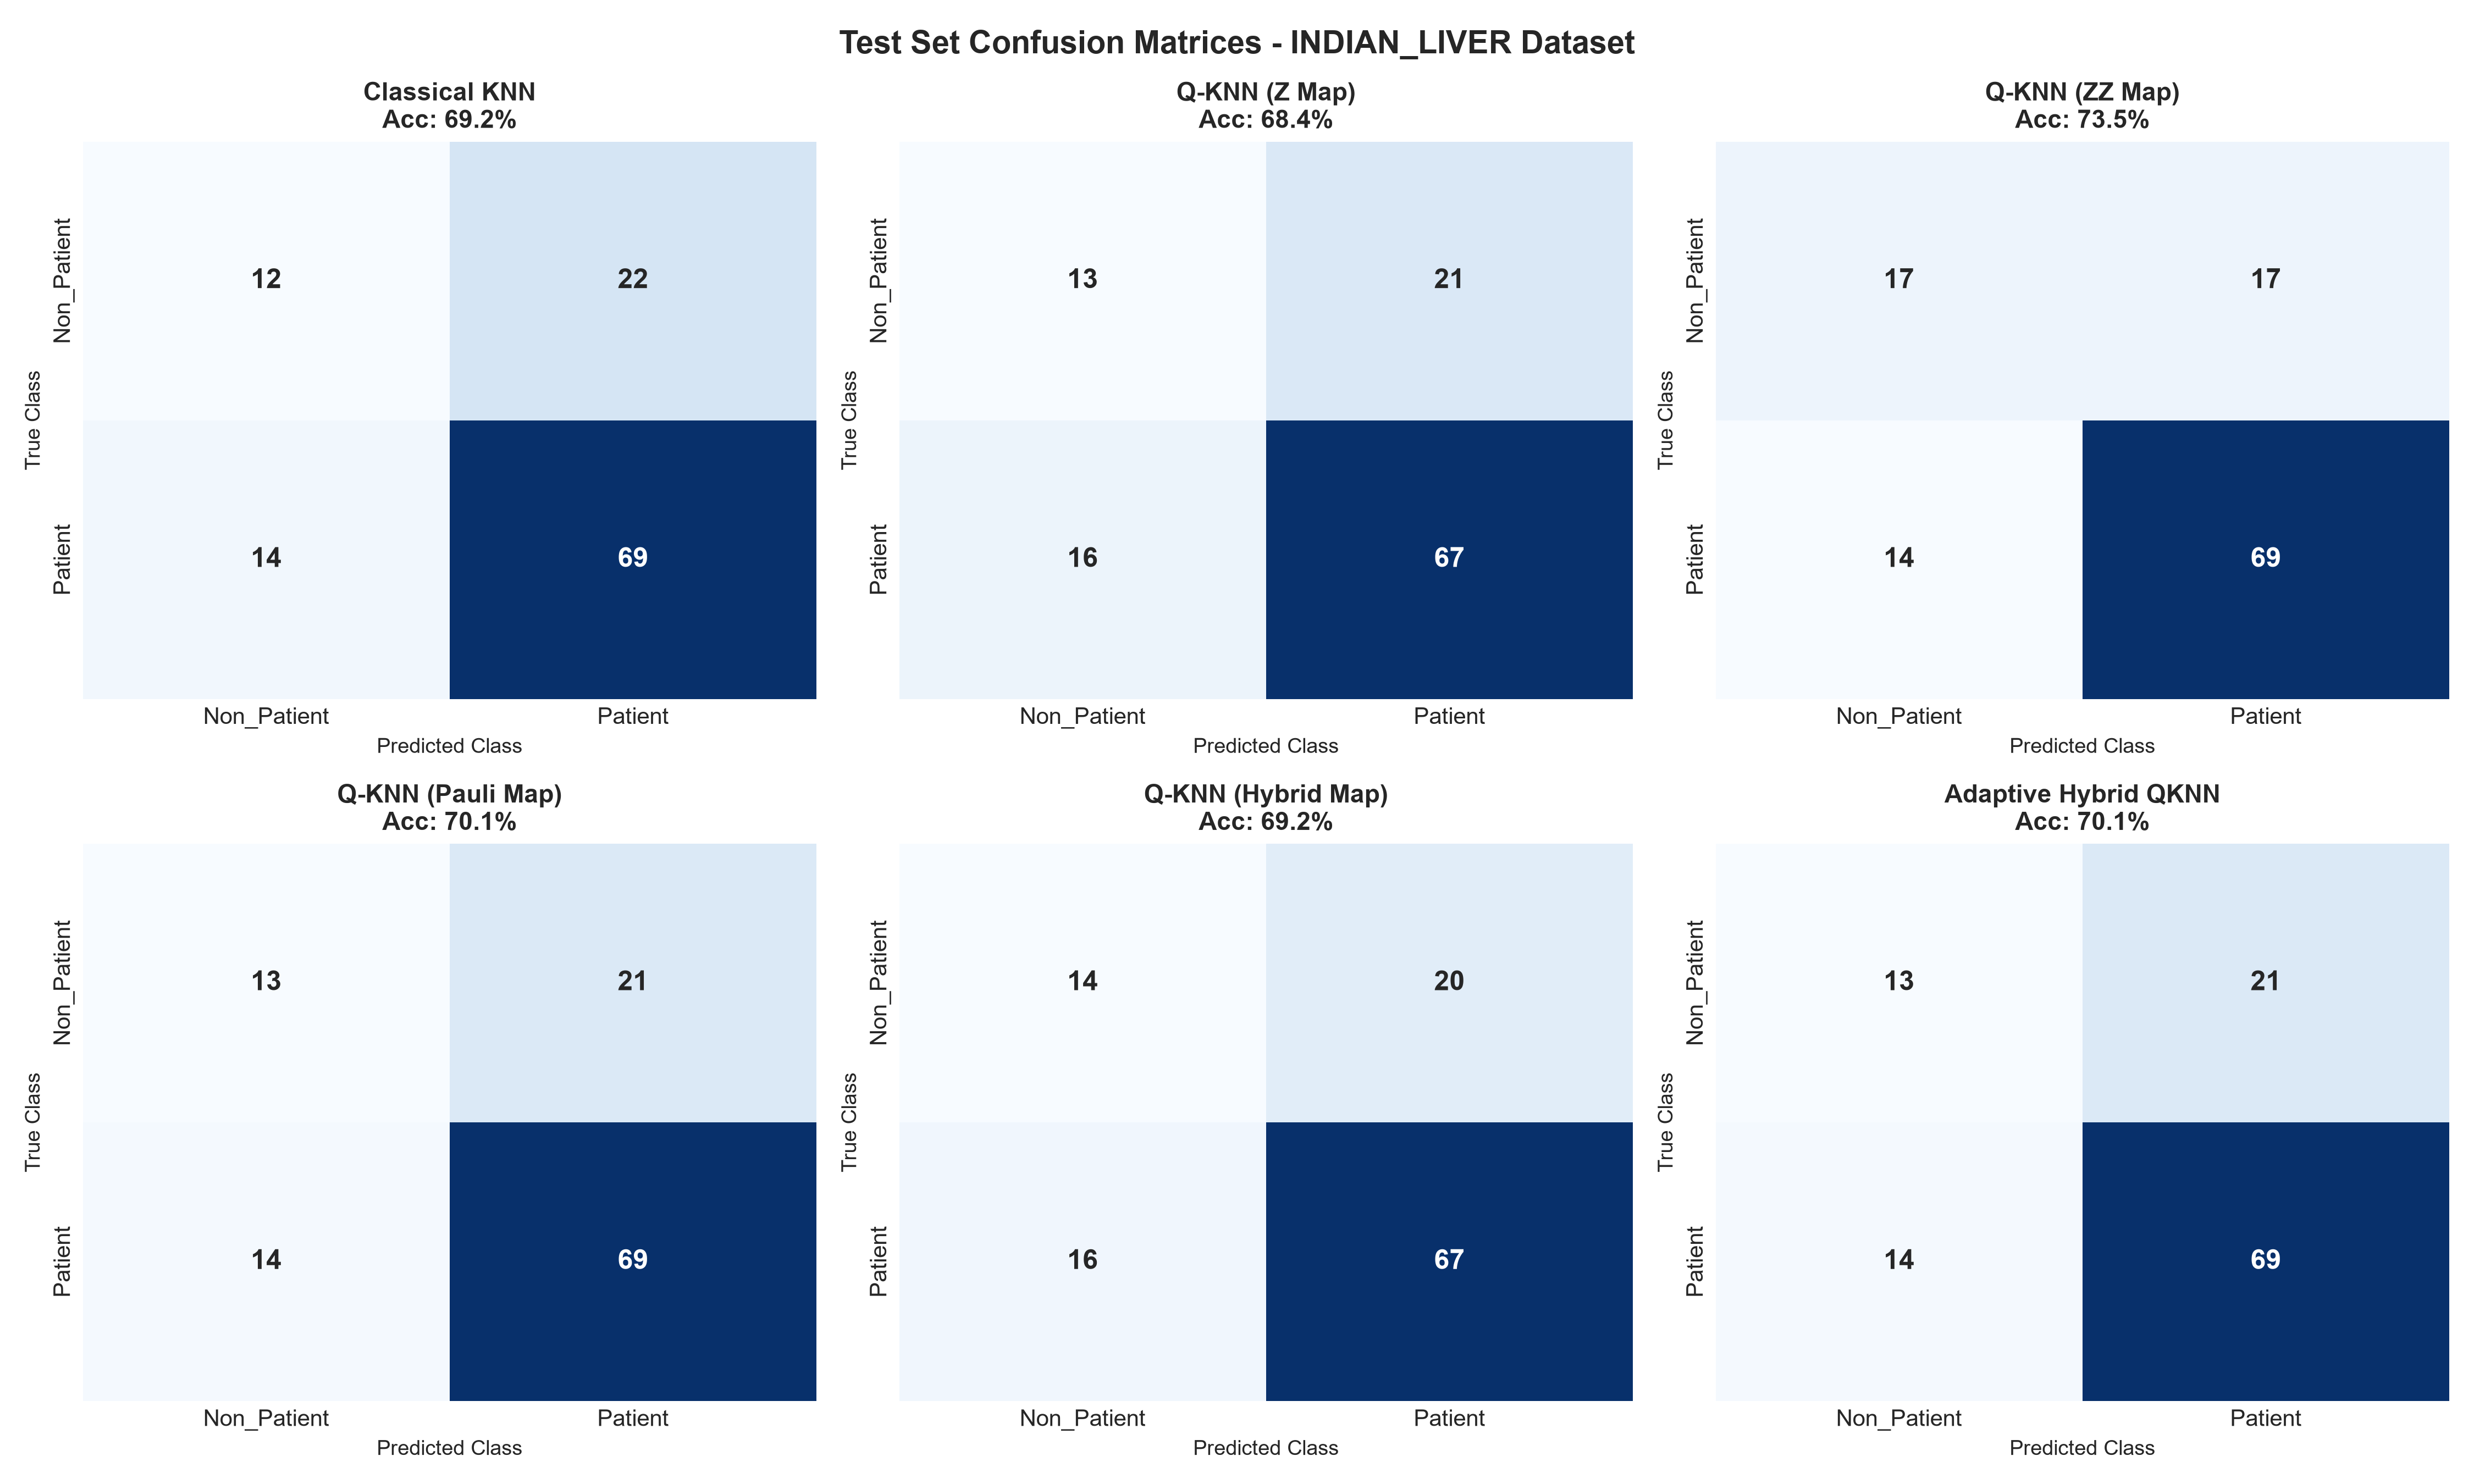 Test Set Confusion Matrices - INDIAN_LIVER Dataset
Classical KNN
Acc: 69.2%
True Class
Non_Patient
12
22
Patient
14
69
Non_Patient
Patient
Predicted Class
Q-KNN (Z Map)
Acc: 68.4%
True Class
Non_Patient
13
21
Patient
16
67
Non_Patient
Patient
Predicted Class
Q-KNN (ZZ Map)
Acc: 73.5%
True Class
Non_Patient
17
17
Patient
14
69
Non_Patient
Patient
Predicted Class
Q-KNN (Pauli Map)
Acc: 70.1%
True Class
Non_Patient
13
21
Patient
14
69
Non_Patient
Patient
Predicted Class
Q-KNN (Hybrid Map)
Acc: 69.2%
True Class
Non_Patient
14
20
Patient
16
67
Non_Patient
Patient
Predicted Class
Adaptive Hybrid QKNN
Acc: 70.1%
True Class
Non_Patient
13
21
Patient
14
69
Non_Patient
Patient
Predicted Class